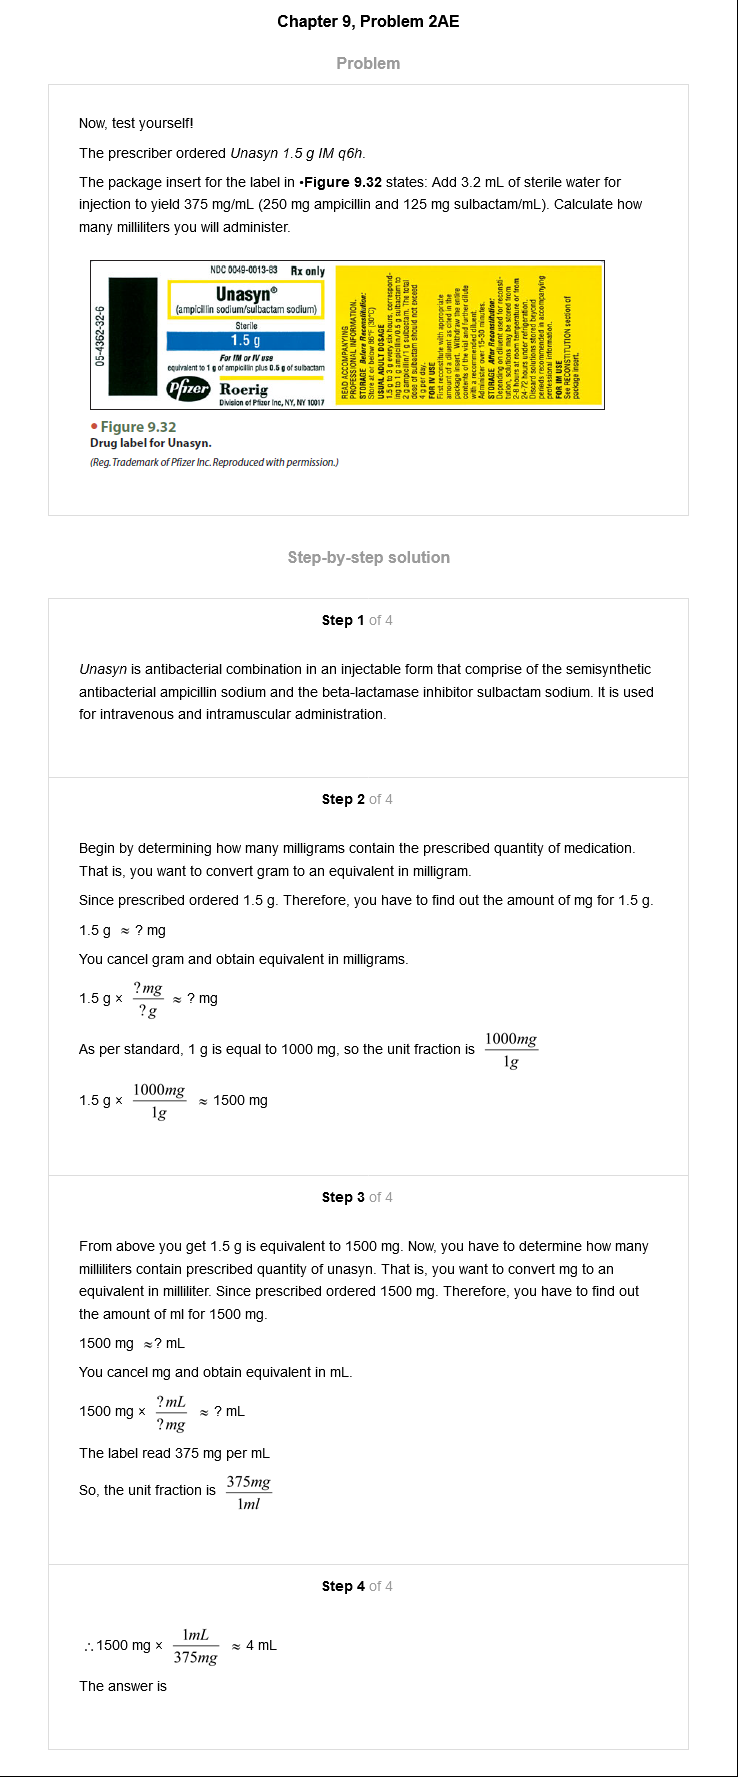 Chapter 9, Problem 2AE
Problem
Now, test yourself!
The prescriber ordered Unasyn 1.5 g IM q6h.
The package insert for the label in •Figure 9.32 states: Add 3.2 mL of sterile water for
injection to yield 375 mg/mL (250 mg ampicillin and 125 mg sulbactam/mL). Calculate how
many milliliters you will administer.
05-4362-32-6
NDC 0049-0013-83 Rx only
Unasyn®
(ampicillin sodium/sulbactam sodium)
Sterile
1.5 g
For IM or IV use
equivalent to 1 g of ampicillin plus 0.5 g of sulbactam
Pfizer Roerig
Division of Pfizer Inc, NY, NY 10017
READ ACCOMPANYING
PROFESSIONAL INFORMATION.
STORAGE Before Reconstitution:
Store at or below 86°F (30°C)
USUAL ADULT DOSAGE
1.5 g to 3 g every six hours, correspond-
ing to 1 g ampicillin/0.5 g sulbactam to
2 g ampicillin/1 g sulbactam. The total
dose of sulbactam should not exceed
4 g per day.
FOR IV USE
First reconstitute with appropriate
amount of a diluent as cited in the
package insert. Withdraw the entire
contents of the vial and further dilute
with a recommended diluent.
Administer over 15-30 minutes.
STORAGE After Reconstitution:
Depending on diluent used for reconsti-
tution, solutions may be stored from
2-8 hours at room temperature or from
24-72 hours under refrigeration.
Discard solutions stored beyond
periods recommended in accompanying
professional information.
FOR IM USE
See RECONSTITUTION section of
package insert.
• Figure 9.32
Drug label for Unasyn.
(Reg. Trademark of Pfizer Inc. Reproduced with permission.)
Step-by-step solution
Step 1 of 4
Unasyn is antibacterial combination in an injectable form that comprise of the semisynthetic
antibacterial ampicillin sodium and the beta-lactamase inhibitor sulbactam sodium. It is used
for intravenous and intramuscular administration.
Step 2 of 4
Begin by determining how many milligrams contain the prescribed quantity of medication.
That is, you want to convert gram to an equivalent in milligram.
Since prescribed ordered 1.5 g. Therefore, you have to find out the amount of mg for 1.5 g.
1.5 g ≈ ? mg
You cancel gram and obtain equivalent in milligrams.
1.5 g × ?mg/?g ≈ ? mg
As per standard, 1 g is equal to 1000 mg, so the unit fraction is 1000mg/1g
1.5 g × 1000mg/1g ≈ 1500 mg
Step 3 of 4
From above you get 1.5 g is equivalent to 1500 mg. Now, you have to determine how many
milliliters contain prescribed quantity of unasyn. That is, you want to convert mg to an
equivalent in milliliter. Since prescribed ordered 1500 mg. Therefore, you have to find out
the amount of ml for 1500 mg.
1500 mg ≈? mL
You cancel mg and obtain equivalent in mL.
1500 mg × ?mL/?mg ≈ ? mL
The label read 375 mg per mL
So, the unit fraction is 375mg/1ml
Step 4 of 4
∴ 1500 mg × 1mL/375mg ≈ 4 mL
The answer is